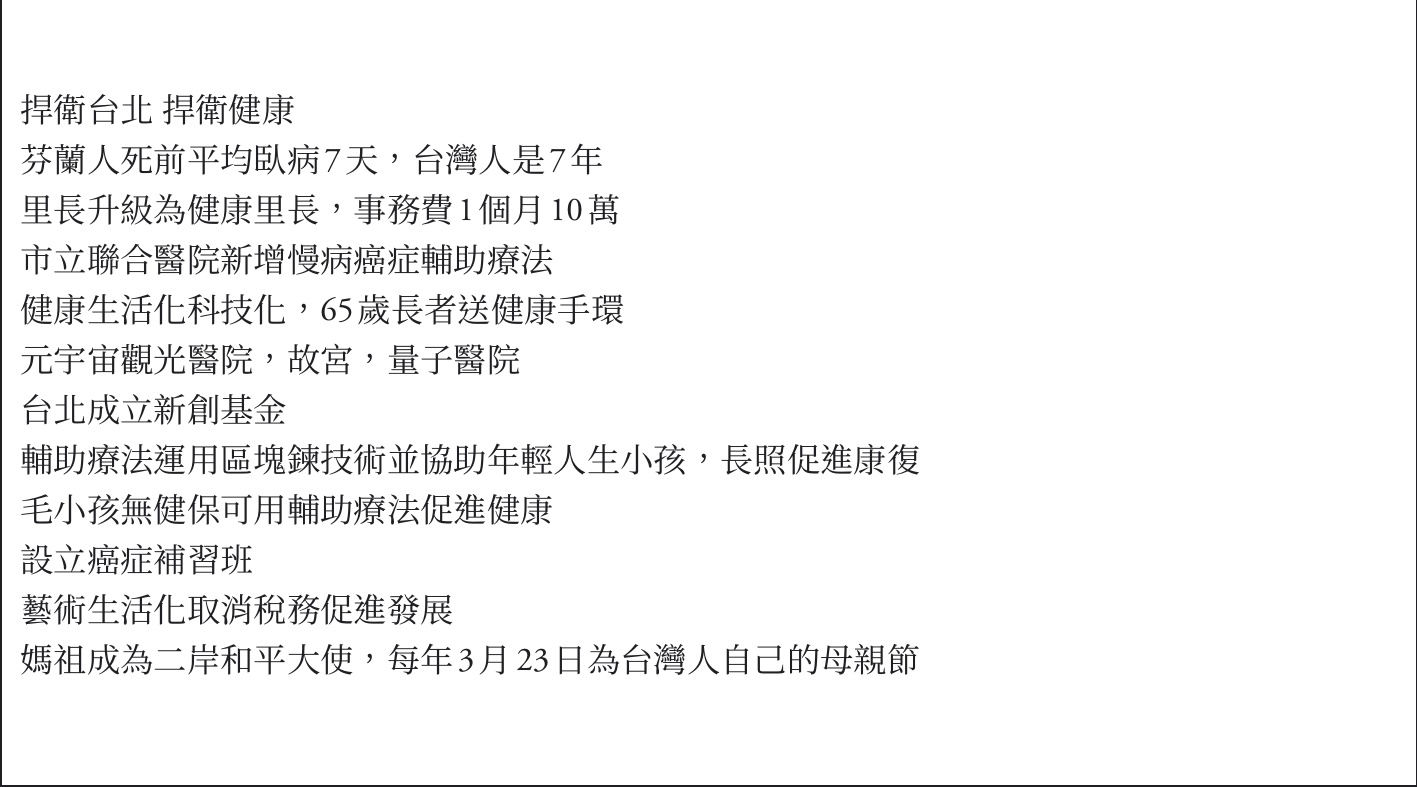 捍衛台北 捍衛健康
芬蘭人死前平均臥病7天，台灣人是7年
里長升級為健康里長，事務費1個月10萬
市立聯合醫院新增慢病癌症輔助療法
健康生活化科技化，65歲長者送健康手環
元宇宙觀光醫院，故宮，量子醫院
台北成立新創基金
輔助療法運用區塊鍊技術並協助年輕人生小孩，長照促進康復
毛小孩無健保可用輔助療法促進健康
設立癌症補習班
藝術生活化取消稅務促進發展
媽祖成為二岸和平大使，每年3月23日為台灣人自己的母親節